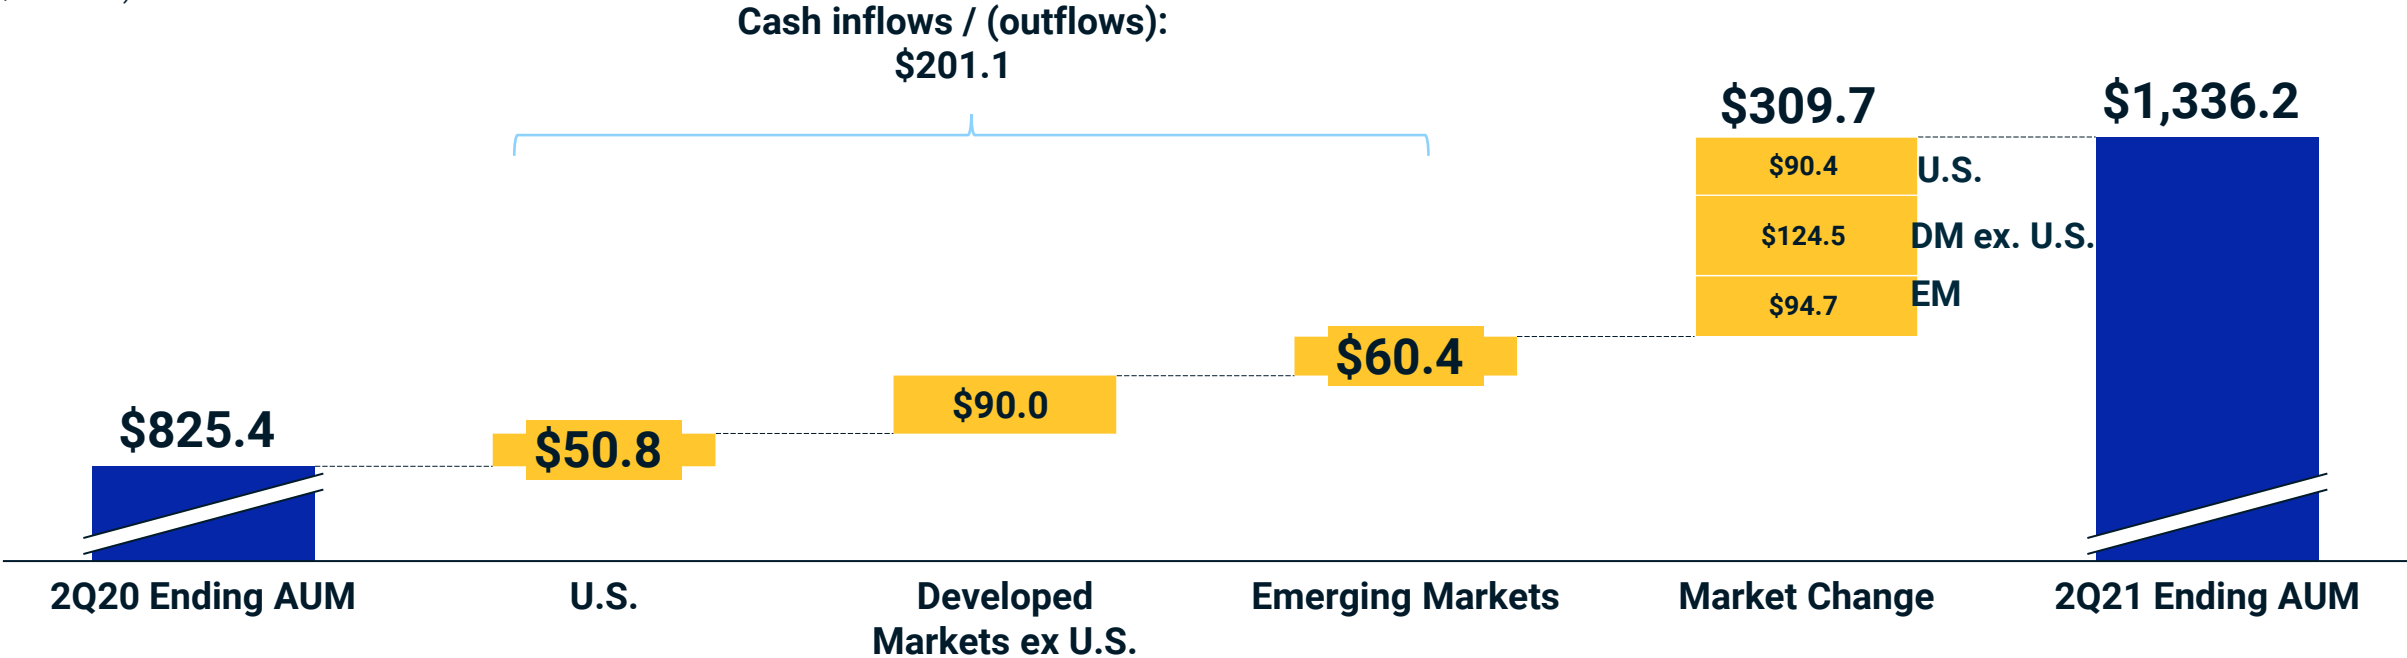 Cash inflows / (outflows):
$201.1
$309.7
$1,336.2
$90.4
U.S.
$124.5
DM ex. U.S.
$94.7
EM
$60.4
$90.0
$825.4
$50.8
2Q20 Ending AUM
U.S.
Developed
Markets ex U.S.
Emerging Markets
Market Change
2Q21 Ending AUM